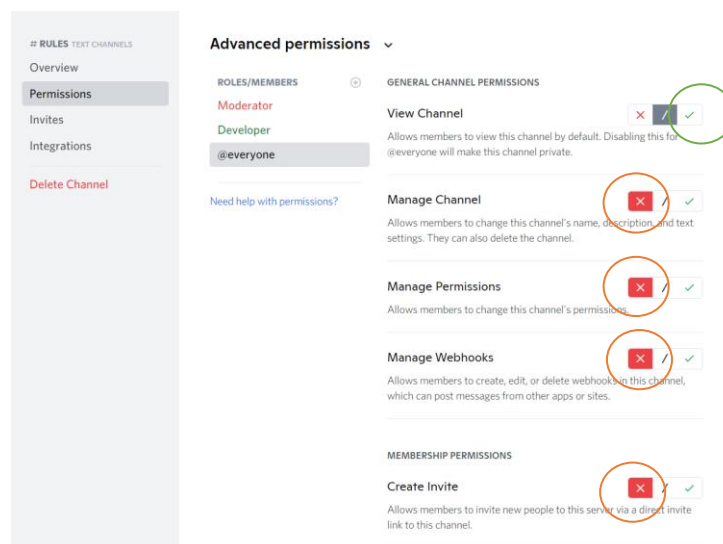 # RULES TEXT CHANNELS
Overview
Permissions
Invites
Integrations
Delete Channel
Advanced permissions
ROLES/MEMBERS
Moderator
Developer
@everyone
Need help with permissions?
GENERAL CHANNEL PERMISSIONS
View Channel
Allows members to view this channel by default. Disabling this for
@everyone will make this channel private.
Manage Channel
Allows members to change this channel's name, description, and text
settings. They can also delete the channel.
Manage Permissions
Allows members to change this channel's permissions.
Manage Webhooks
Allows members to create, edit, or delete webhooks in this channel,
which can post messages from other apps or sites.
MEMBERSHIP PERMISSIONS
Create Invite
Allows members to invite new people to this server via a direct invite
link to this channel.